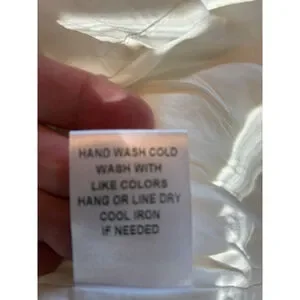 HAND WASH COLD
WASH WITH
LIKE COLORS
HANG OR LINE DRY
COOL IRON
IF NEEDED